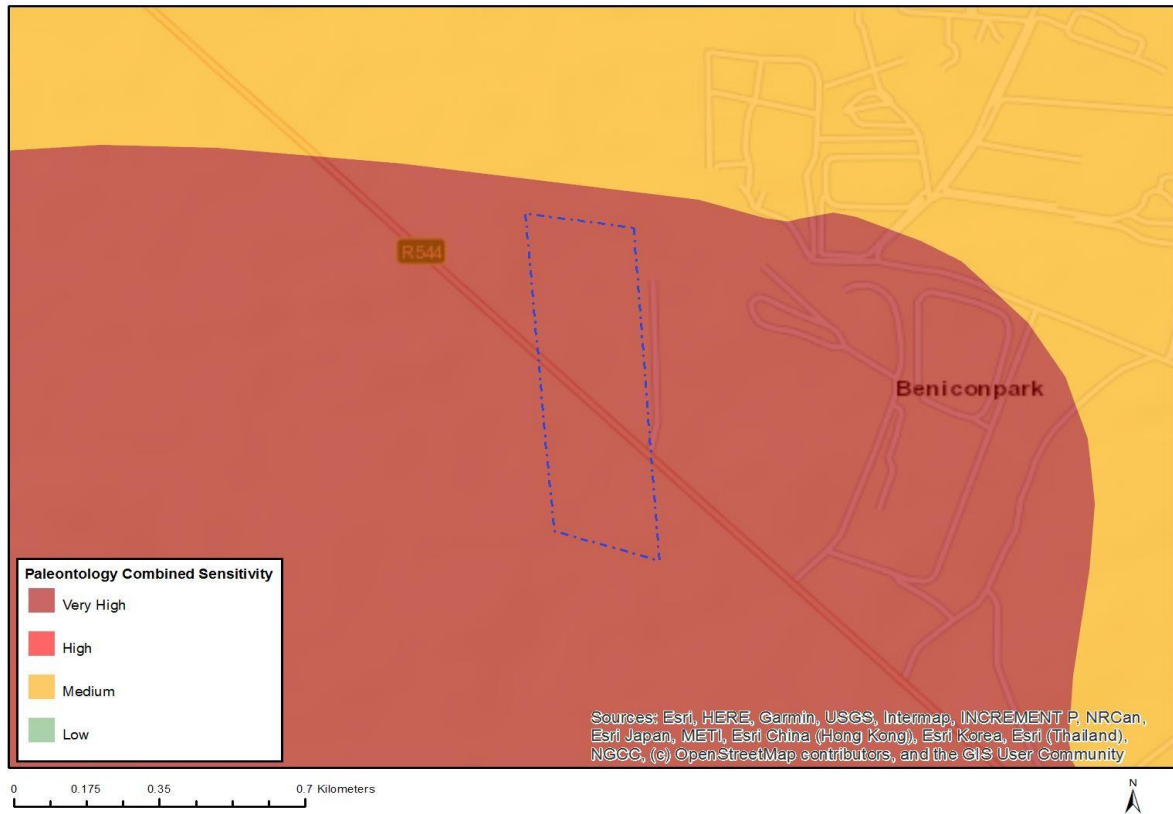 R544
Beniconpark
Paleontology Combined Sensitivity
Very High
High
Medium
Low
Sources: Esri, HERE, Garmin, USGS, Intermap, INCREMENT P, NRCan,
Esri Japan, METI, Esri China (Hong Kong), Esri Korea, Esri (Thailand),
NGCC, (c) OpenStreetMap contributors, and the GIS User Community
0 0.175 0.35 0.7 Kilometers
N